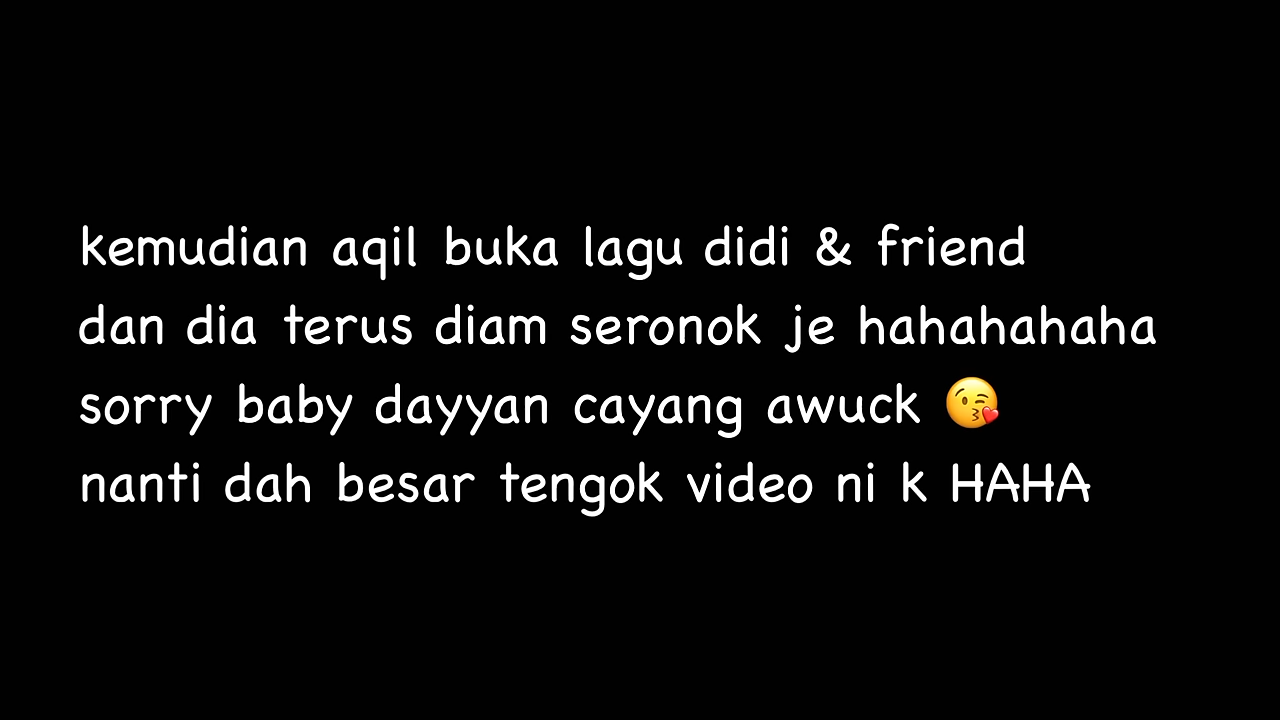 kemudian aqil buka lagu didi & friend
dan dia terus diam seronok je hahahahaha
sorry baby dayyan cayang awuck 😘
nanti dah besar tengok video ni k HAHA